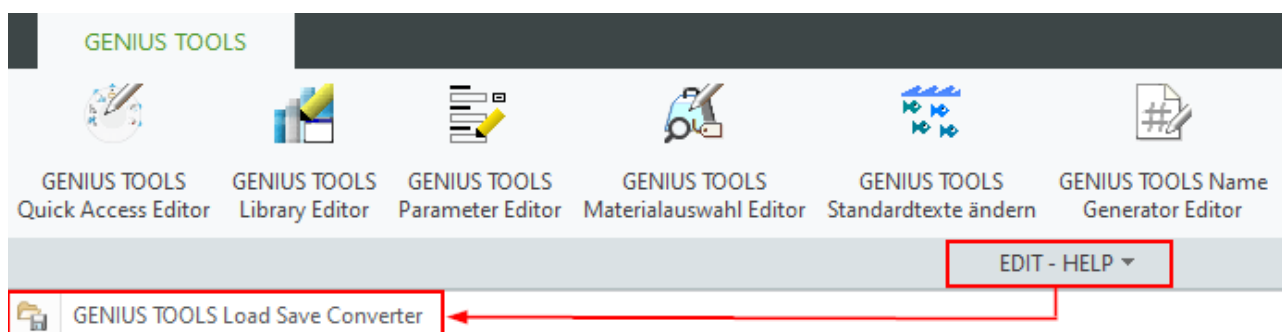 GENIUS TOOLS
GENIUS TOOLS
Quick Access Editor
GENIUS TOOLS
Library Editor
GENIUS TOOLS
Parameter Editor
GENIUS TOOLS
Materialauswahl Editor
GENIUS TOOLS
Standardtexte ändern
GENIUS TOOLS Name
Generator Editor
EDIT - HELP
GENIUS TOOLS Load Save Converter